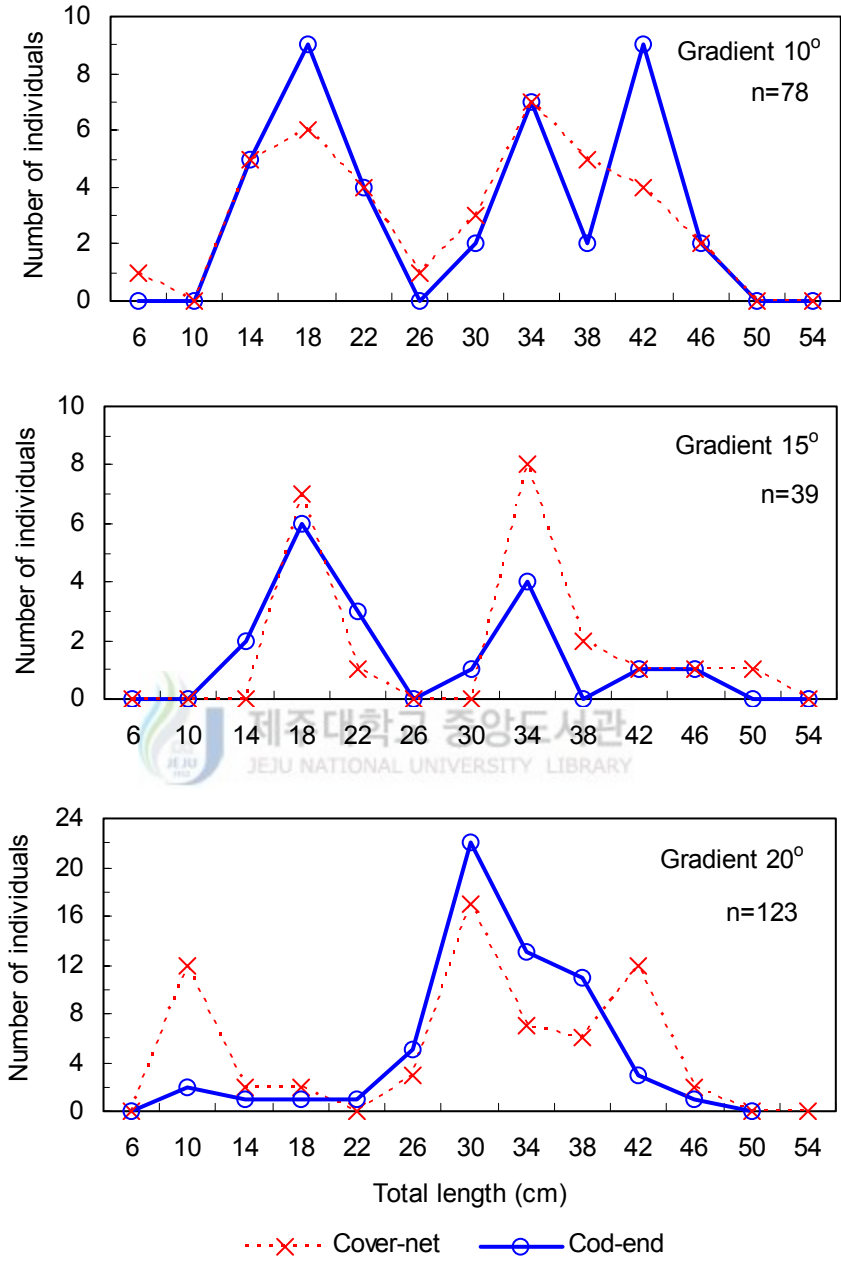 10
8
6
4
2
0
Number of individuals
Gradient 10°
n=78
6 10 14 18 22 26 30 34 38 42 46 50 54
10
8
6
4
2
0
Number of individuals
Gradient 15°
n=39
6 10 14 18 22 26 30 34 38 42 46 50 54
제주대학교 중앙도서관
JEJU NATIONAL UNIVERSITY LIBRARY
JEJU
1952
24
20
16
12
8
4
0
Number of individuals
Gradient 20°
n=123
6 10 14 18 22 26 30 34 38 42 46 50 54
Total length (cm)
Cover-net Cod-end